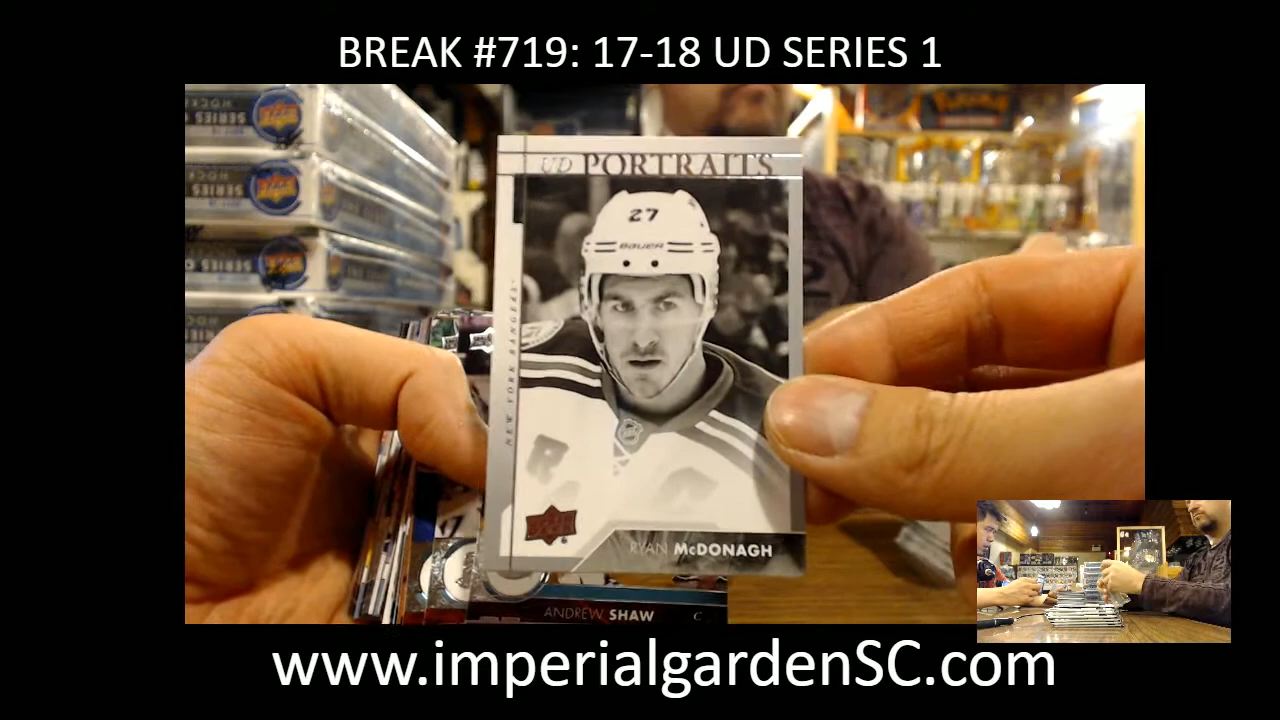 BREAK #719: 17-18 UD SERIES 1
UD PORTRAITS
27
BAUER
NEW YORK RANGERS
RYAN McDONAGH
ANDREW SHAW C
www.imperialgardenSC.com